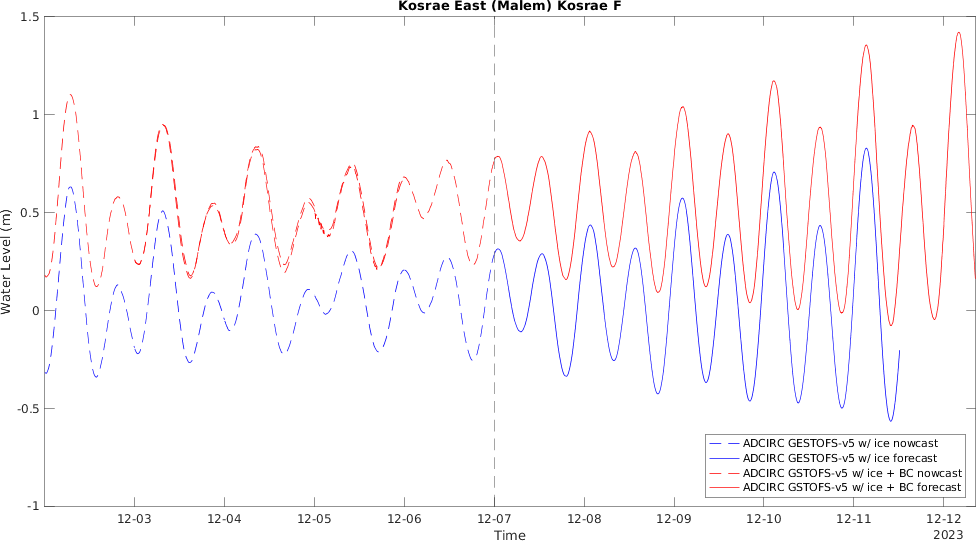 Kosrae East (Malem) Kosrae F
1.5
1
0.5
0
-0.5
-1
Water Level (m)
12-03
12-04
12-05
12-06
12-07
12-08
12-09
12-10
12-11
12-12
Time
2023
ADCIRC GESTOFS-v5 w/ ice nowcast
ADCIRC GESTOFS-v5 w/ ice forecast
ADCIRC GSTOFS-v5 w/ ice + BC nowcast
ADCIRC GSTOFS-v5 w/ ice + BC forecast